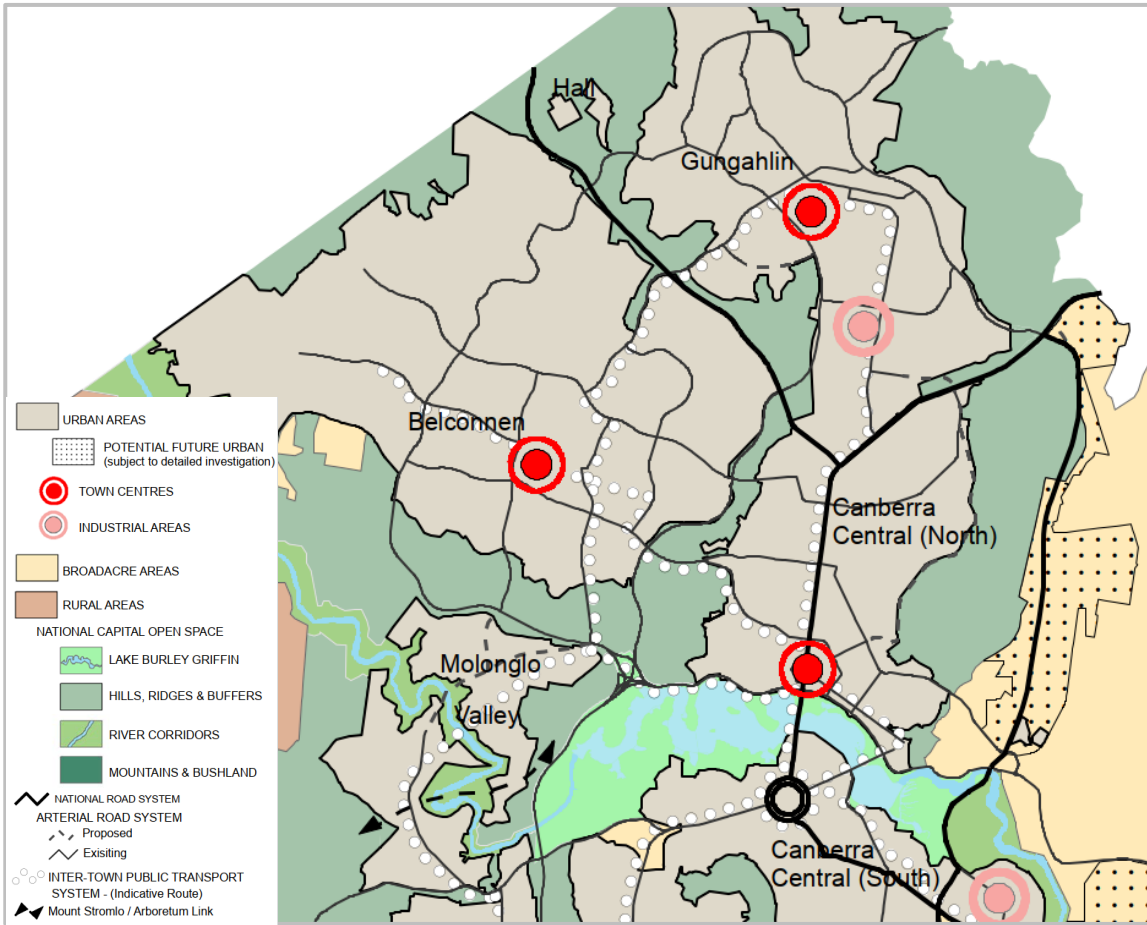 Hall
Gungahlin
Belconnen
Canberra
Central (North)
Molonglo
Valley
Canberra
Central (South)
URBAN AREAS
POTENTIAL FUTURE URBAN
(subject to detailed investigation)
TOWN CENTRES
INDUSTRIAL AREAS
BROADACRE AREAS
RURAL AREAS
NATIONAL CAPITAL OPEN SPACE
LAKE BURLEY GRIFFIN
HILLS, RIDGES & BUFFERS
RIVER CORRIDORS
MOUNTAINS & BUSHLAND
NATIONAL ROAD SYSTEM
ARTERIAL ROAD SYSTEM
Proposed
Exisiting
INTER-TOWN PUBLIC TRANSPORT
SYSTEM - (Indicative Route)
Mount Stromlo / Arboretum Link